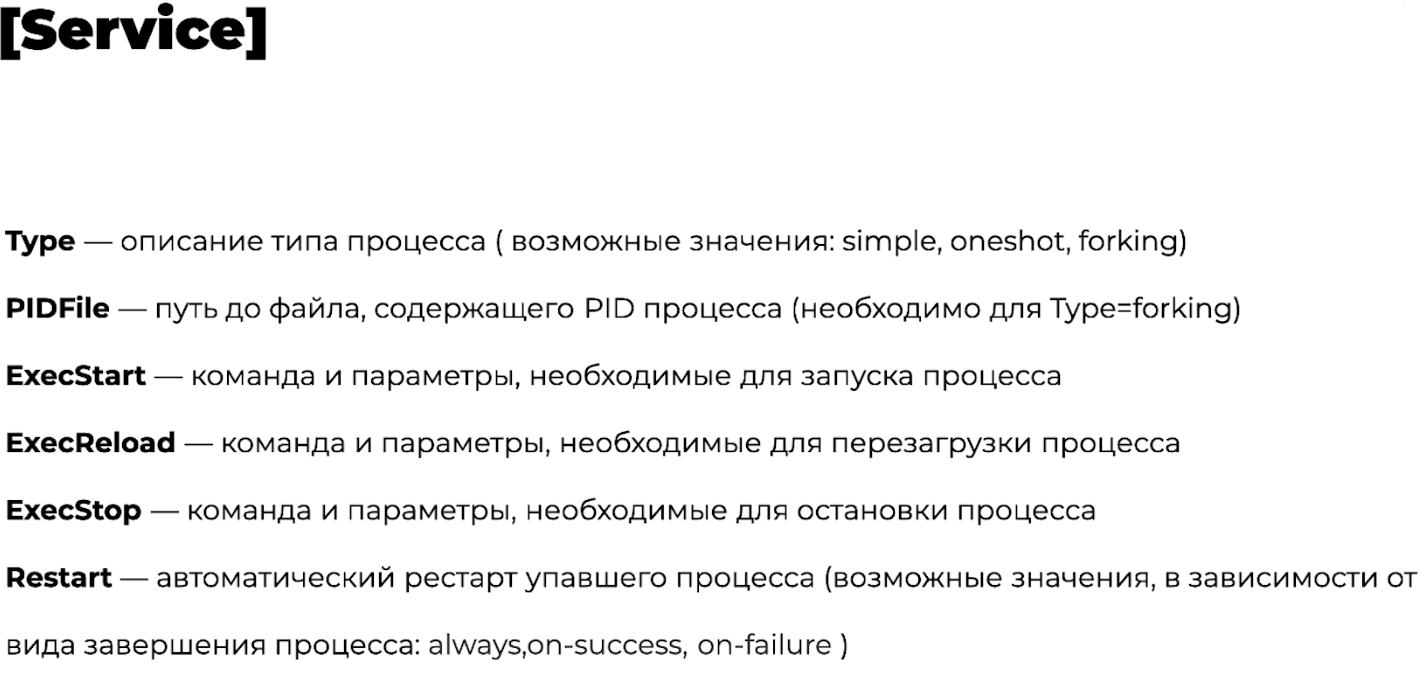 [Service]
Type — описание типа процесса ( возможные значения: simple, oneshot, forking)
PIDFile — путь до файла, содержащего PID процесса (необходимо для Type=forking)
ExecStart — команда и параметры, необходимые для запуска процесса
ExecReload — команда и параметры, необходимые для перезагрузки процесса
ExecStop — команда и параметры, необходимые для остановки процесса
Restart — автоматический рестарт упавшего процесса (возможные значения, в зависимости от
вида завершения процесса: always,on-success, on-failure )